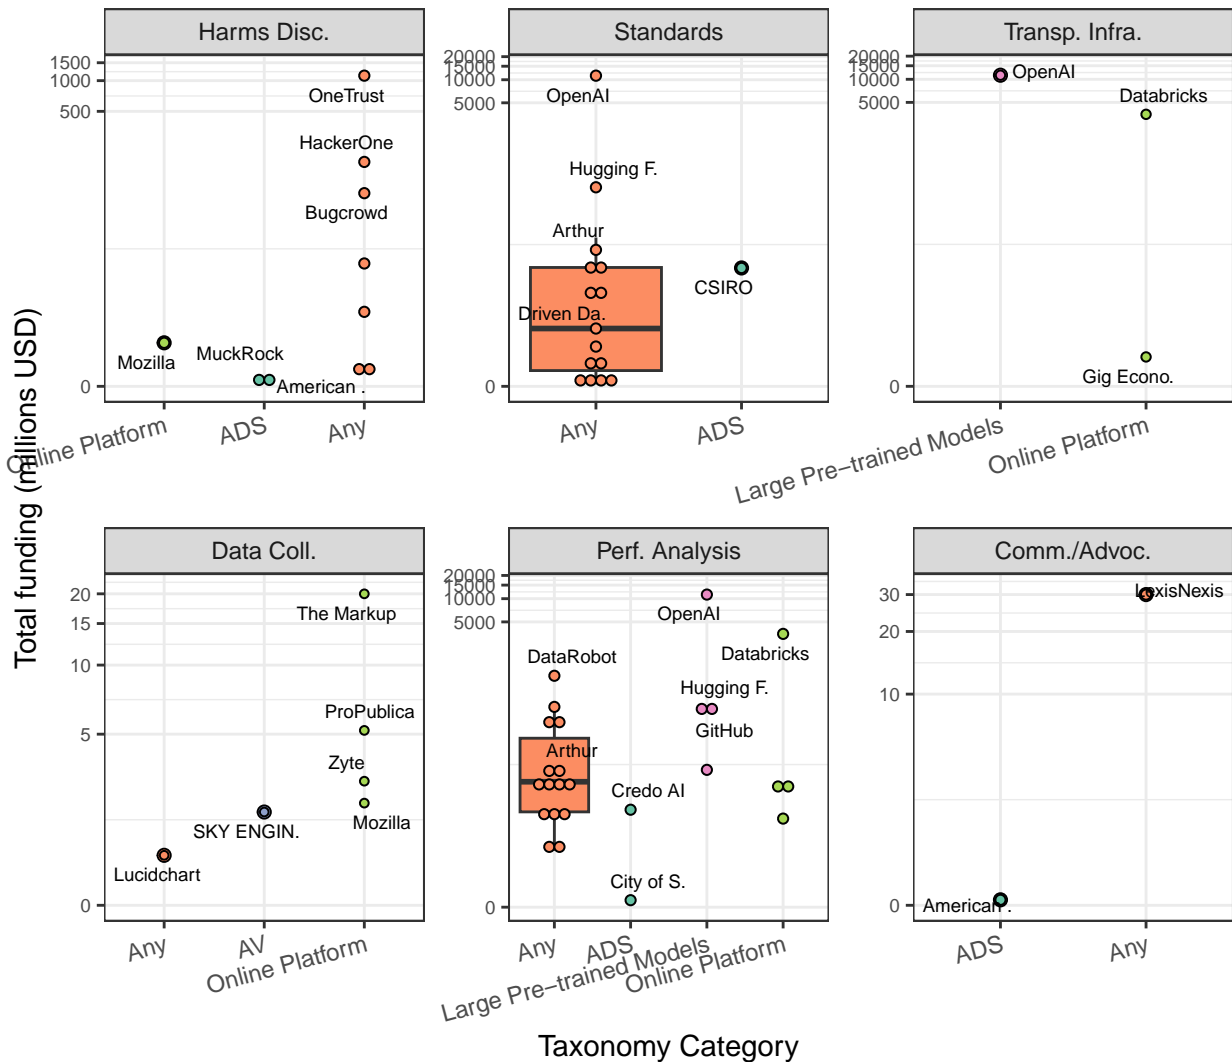 Harms Disc.
Standards
Transp. Infra.
1500
1000
500
0
OneTrust
HackerOne
Bugcrowd
Mozilla
MuckRock
American .
Online Platform
ADS
Any
20000
15000
10000
5000
0
OpenAI
Hugging F.
Arthur
Driven Da.
CSIRO
Any
ADS
20000
15000
10000
5000
0
OpenAI
Databricks
Gig Econo.
Large Pre−trained Models
Online Platform
Total funding (millions USD)
Data Coll.
Perf. Analysis
Comm./Advoc.
20
15
10
5
0
The Markup
ProPublica
Zyte
Mozilla
SKY ENGIN.
Lucidchart
Any
AV
Online Platform
20000
15000
10000
5000
0
OpenAI
DataRobot
Databricks
Hugging F.
GitHub
Arthur
Credo AI
City of S.
Any
ADS
Large Pre−trained Models
Online Platform
30
20
10
0
LexisNexis
American .
ADS
Any
Taxonomy Category